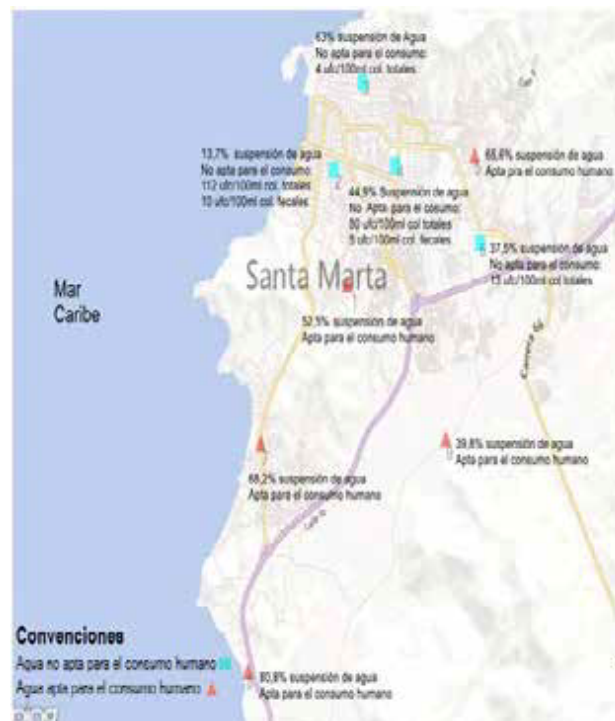 63% suspensión de Agua
No apta para el consumo:
4 ufc/100ml col. totales
13,7% suspensión de agua
No apta para el consumo:
112 ufc/100ml col. totales
10 ufc/100ml col. fecales
44,9% Suspensión de agua
No Apta para el cosumo:
80 ufc/100ml col totales
5 ufc/100ml col. fecales
65,6% suspensión de agua
Apta pra el consumo humano
37,5% suspensión de agua
No apta para el consumo:
13 ufc/100ml col totales
Santa Marta
Mar
Caribe
52,5% suspensión de agua
Apta para el consumo humano
39,8% suspensión de agua
Apta para el consumo humano
68,2% suspensión de agua
Apta para el consumo humano
Convenciones
Agua no apta para el consumo humano
Agua apta para el consumo humano
80,8% suspensión de agua
Apta para el consumo humano